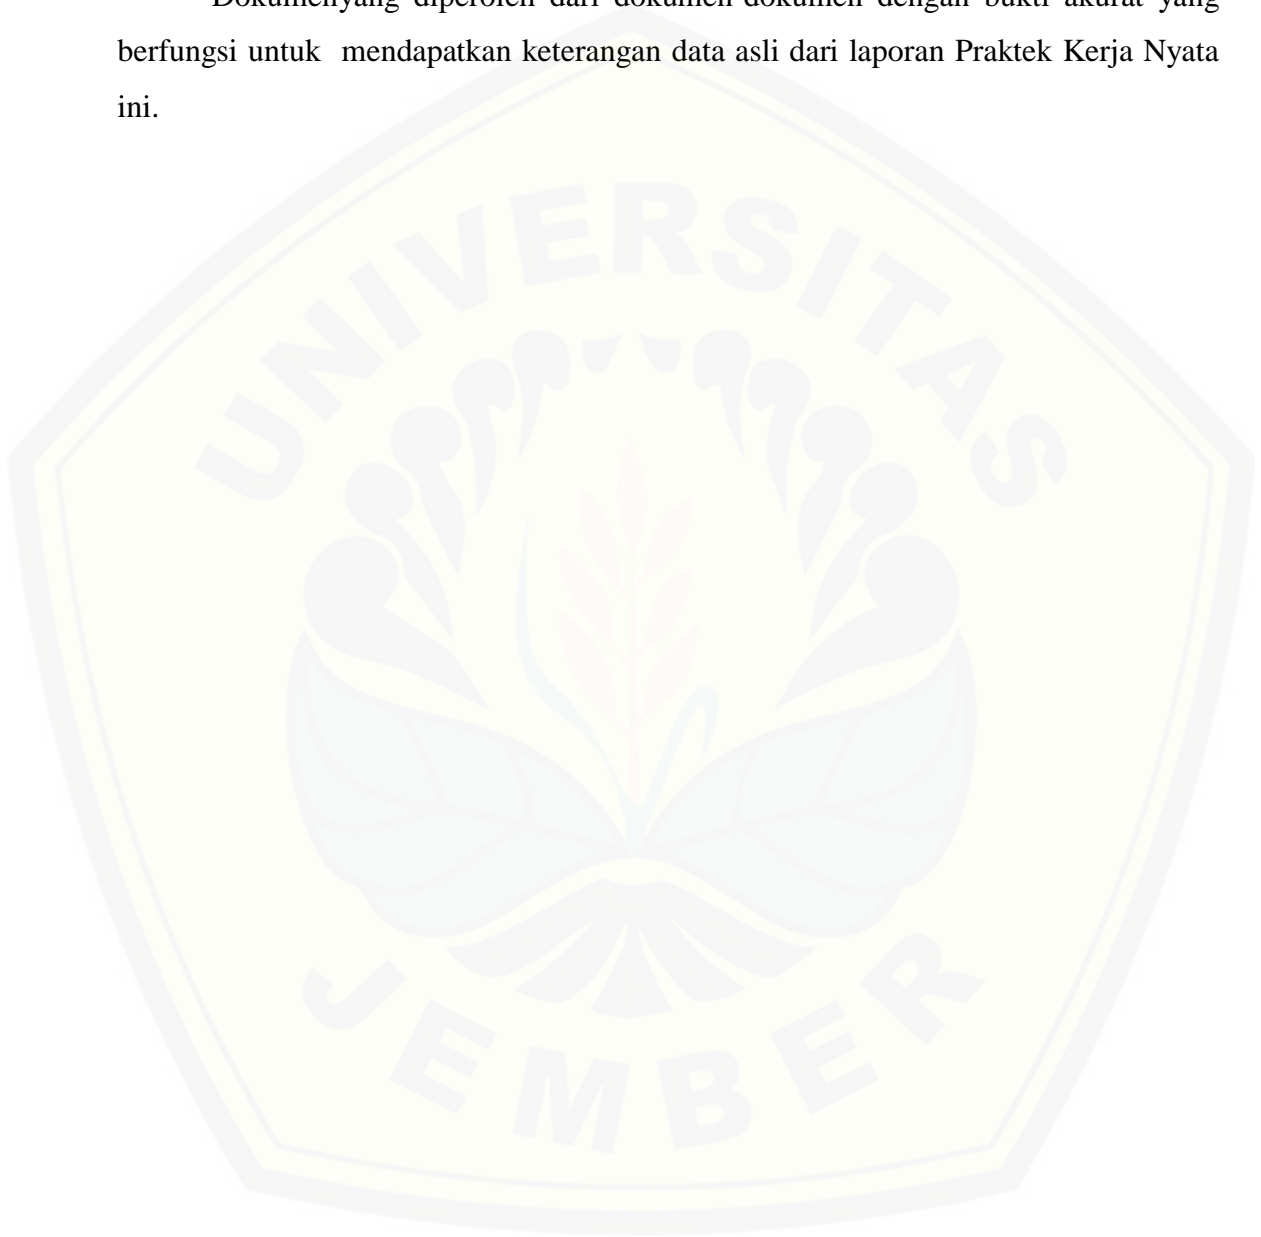 Dokumenyang diperoleh dari dokumen-dokumen dengan bukti akurat yang
berfungsi untuk mendapatkan keterangan data asli dari laporan Praktek Kerja Nyata
ini.
UNIVERSITAS
JEMBER